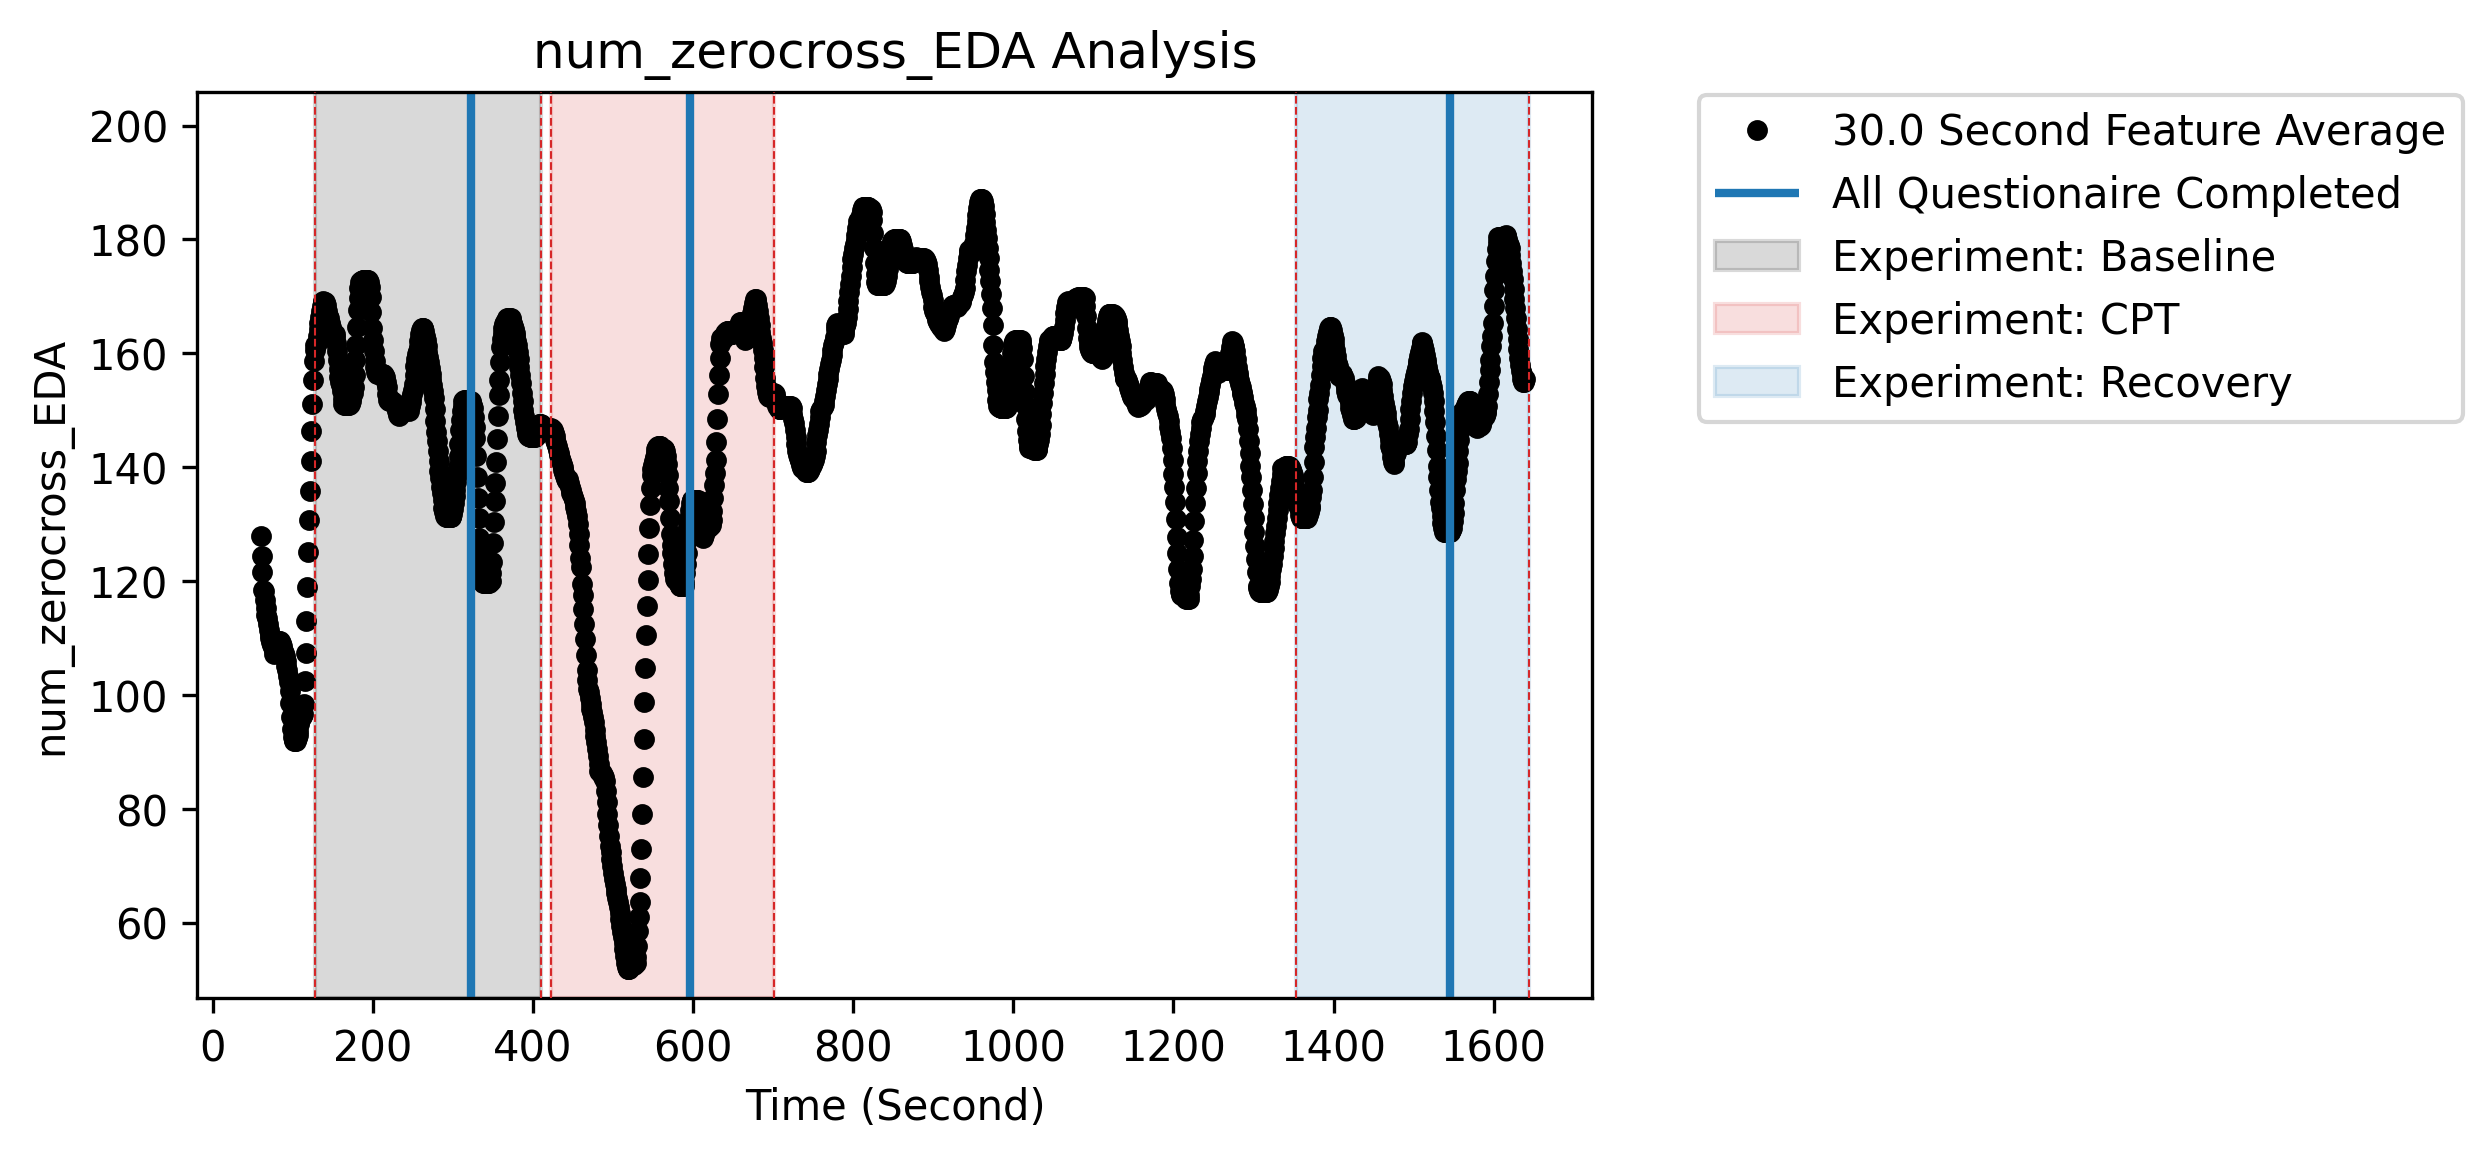 num_zerocross_EDA Analysis
num_zerocross_EDA
200
180
160
140
120
100
80
60
0 200 400 600 800 1000 1200 1400 1600
Time (Second)
30.0 Second Feature Average
All Questionaire Completed
Experiment: Baseline
Experiment: CPT
Experiment: Recovery